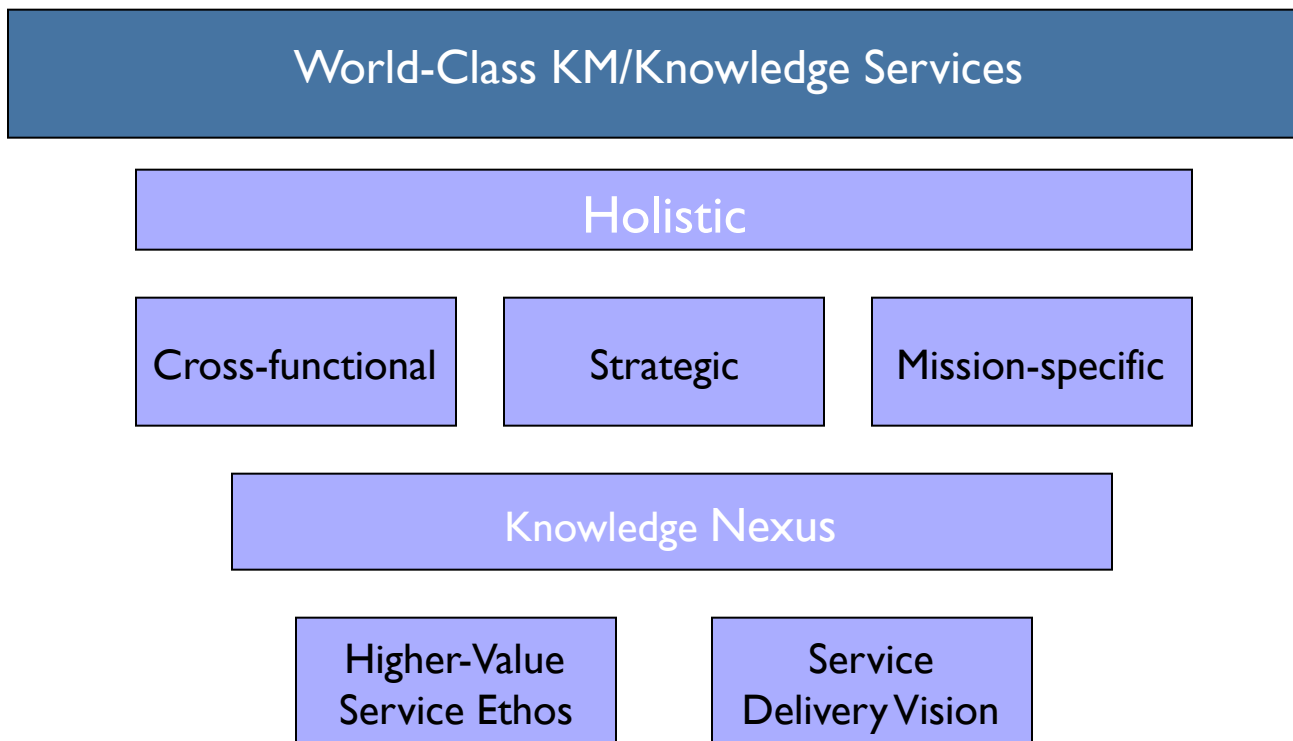 World-Class KM/Knowledge Services
Holistic
Cross-functional
Strategic
Mission-specific
Knowledge Nexus
Higher-Value
Service Ethos
Service
Delivery Vision